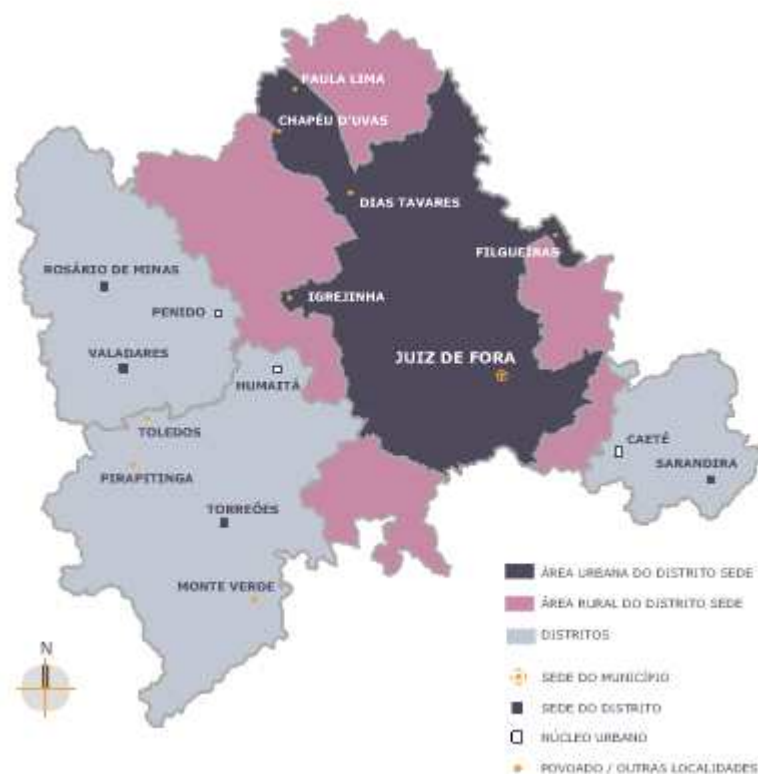 PAULA LIMA
CHAPÉU D'UVAS
DIAS TAVARES
FILGUEIRAS
ROSÁRIO DE MINAS
IGREJINHA
PENIDO
VALADARES
JUIZ DE FORA
HUMAITÁ
TOLEDOS
CAETÉ
PIRAPITINGA
SARANDIRA
TORREÕES
MONTE VERDE
ÁREA URBANA DO DISTRITO SEDE
ÁREA RURAL DO DISTRITO SEDE
DISTRITOS
N
SEDE DO MUNICÍPIO
SEDE DO DISTRITO
NÚCLEO URBANO
POVOADO / OUTRAS LOCALIDADES